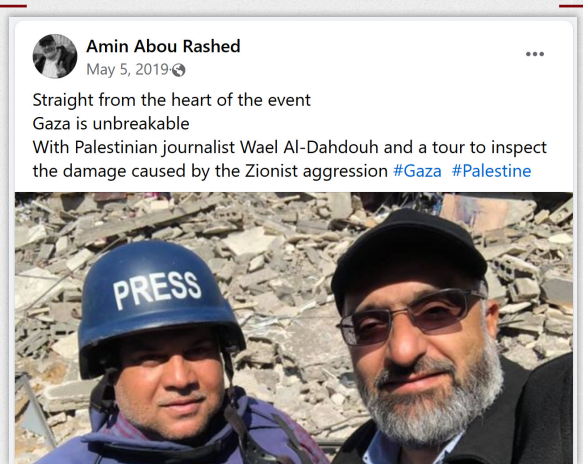 Amin Abou Rashed
May 5, 2019·
Straight from the heart of the event
Gaza is unbreakable
With Palestinian journalist Wael Al-Dahdouh and a tour to inspect
the damage caused by the Zionist aggression #Gaza #Palestine
PRESS